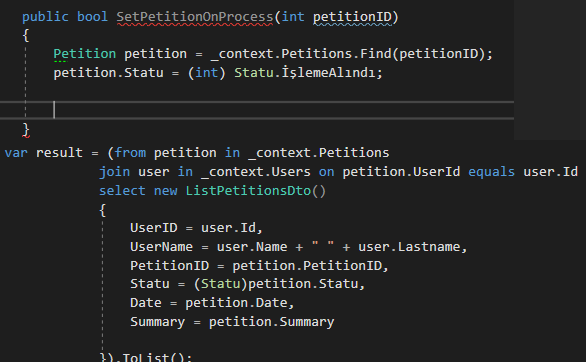 public bool SetPetitionOnProcess(int petitionID)
{
Petition petition = _context.Petitions.Find(petitionID);
petition.Statu = (int) Statu.İşlemeAlındı;
}
var result = (from petition in _context.Petitions
join user in _context.Users on petition.UserId equals user.Id
select new ListPetitionsDto()
{
UserID = user.Id,
UserName = user.Name + " " + user.Lastname,
PetitionID = petition.PetitionID,
Statu = (Statu)petition.Statu,
Date = petition.Date,
Summary = petition.Summary
}).ToList();